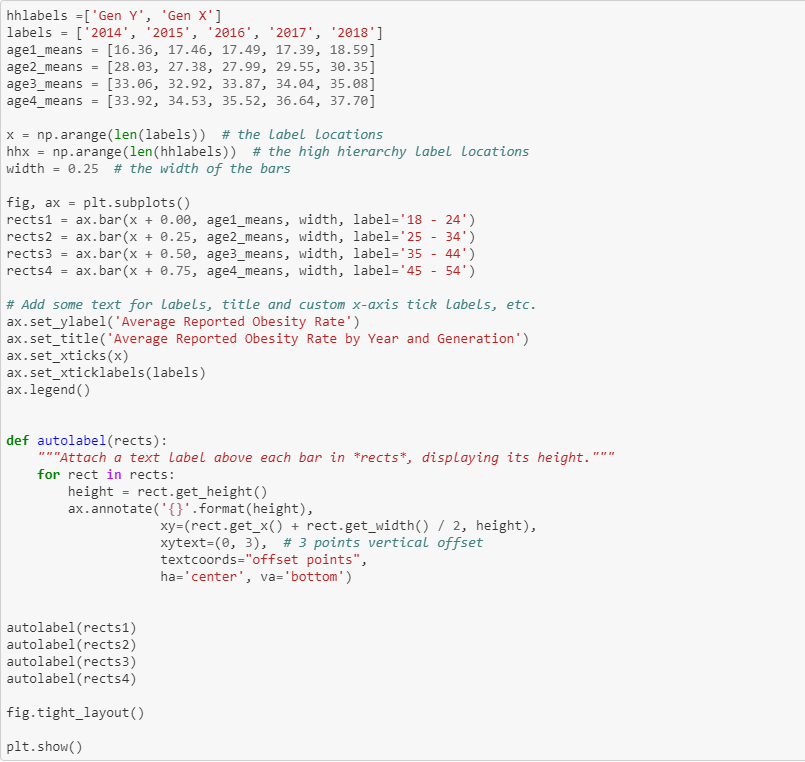 hhlabels =['Gen Y', 'Gen X']
labels = ['2014', '2015', '2016', '2017', '2018']
age1_means = [16.36, 17.46, 17.49, 17.39, 18.59]
age2_means = [28.03, 27.38, 27.99, 29.55, 30.35]
age3_means = [33.06, 32.92, 33.87, 34.04, 35.08]
age4_means = [33.92, 34.53, 35.52, 36.64, 37.70]

x = np.arange(len(labels))  # the label locations
hhx = np.arange(len(hhlabels))  # the high hierarchy label locations
width = 0.25  # the width of the bars

fig, ax = plt.subplots()
rects1 = ax.bar(x + 0.00, age1_means, width, label='18 - 24')
rects2 = ax.bar(x + 0.25, age2_means, width, label='25 - 34')
rects3 = ax.bar(x + 0.50, age3_means, width, label='35 - 44')
rects4 = ax.bar(x + 0.75, age4_means, width, label='45 - 54')

# Add some text for labels, title and custom x-axis tick labels, etc.
ax.set_ylabel('Average Reported Obesity Rate')
ax.set_title('Average Reported Obesity Rate by Year and Generation')
ax.set_xticks(x)
ax.set_xticklabels(labels)
ax.legend()


def autolabel(rects):
    """Attach a text label above each bar in *rects*, displaying its height."""
    for rect in rects:
        height = rect.get_height()
        ax.annotate('{}'.format(height),
                    xy=(rect.get_x() + rect.get_width() / 2, height),
                    xytext=(0, 3),  # 3 points vertical offset
                    textcoords="offset points",
                    ha='center', va='bottom')


autolabel(rects1)
autolabel(rects2)
autolabel(rects3)
autolabel(rects4)

fig.tight_layout()

plt.show()